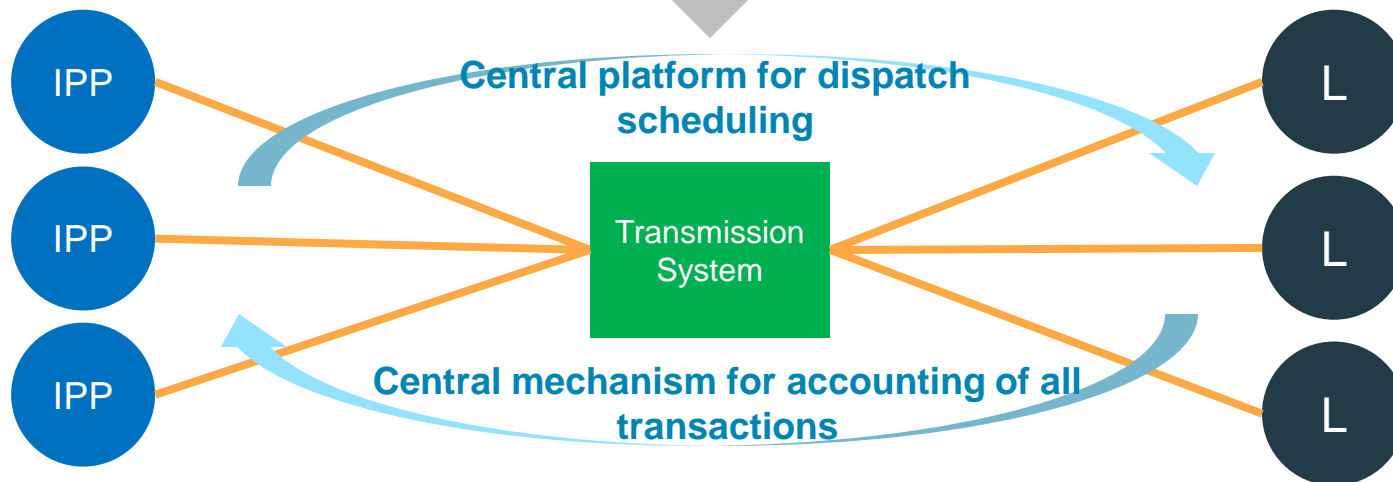 IPP
Central platform for dispatch
scheduling
L
IPP
Transmission
System
L
IPP
Central mechanism for accounting of all
transactions
L